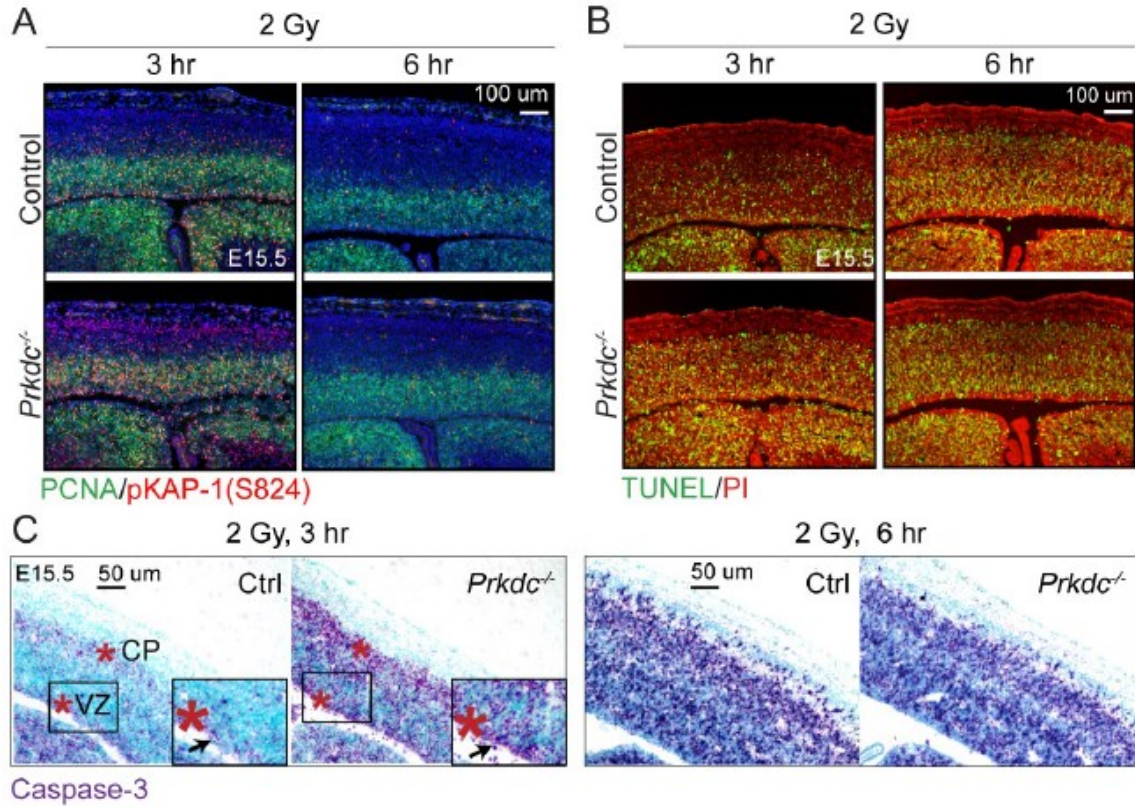 A
2 Gy
3 hr
6 hr
Control
100 um
E15.5
Prkdc-/-
PCNA/pKAP-1(S824)
B
2 Gy
3 hr
6 hr
Control
100 um
E15.5
Prkdc-/-
TUNEL/PI
C
2 Gy, 3 hr
2 Gy, 6 hr
E15.5
50 um
Ctrl
Prkdc-/-
* CP
* VZ
*
*
*
*
50 um
Ctrl
Prkdc-/-
Caspase-3